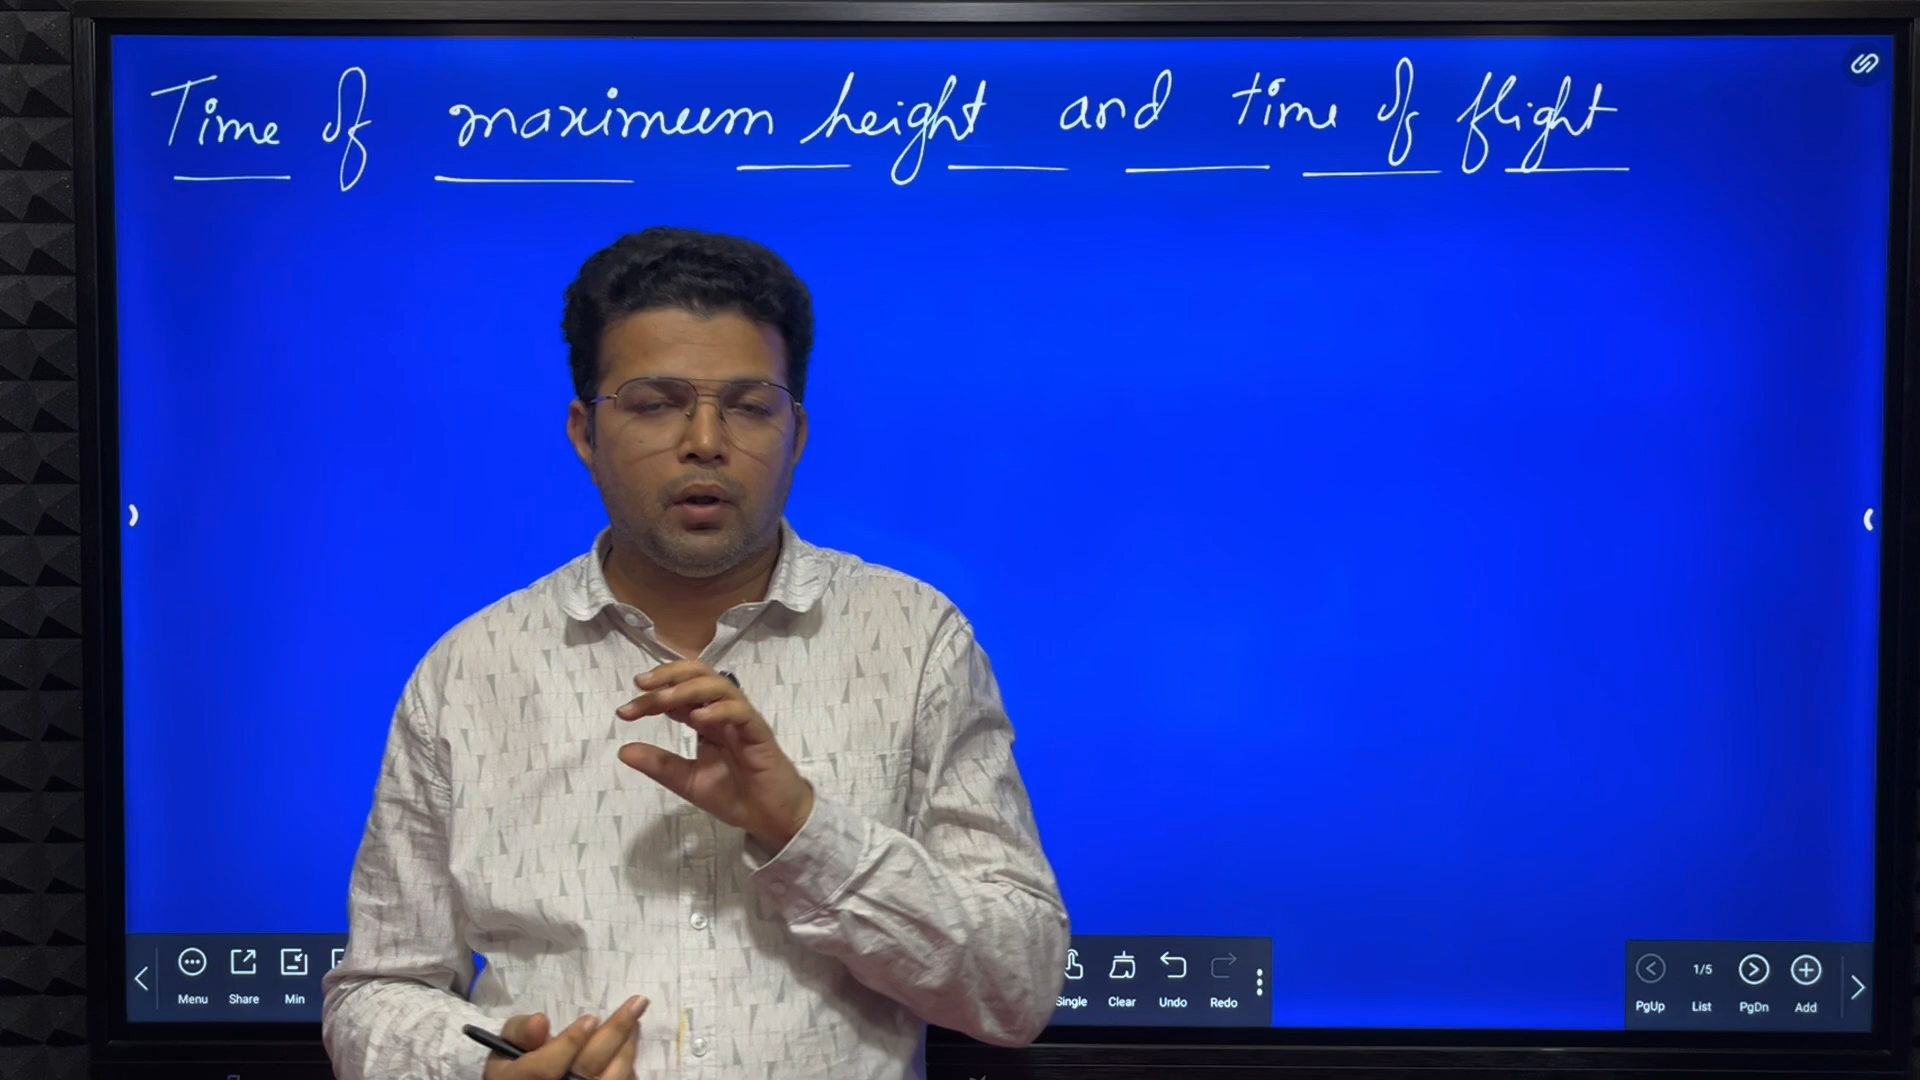 Time of maximum height and time of flight
Menu Share Min Single Clear Undo Redo
1/5
PgUp List PgDn Add